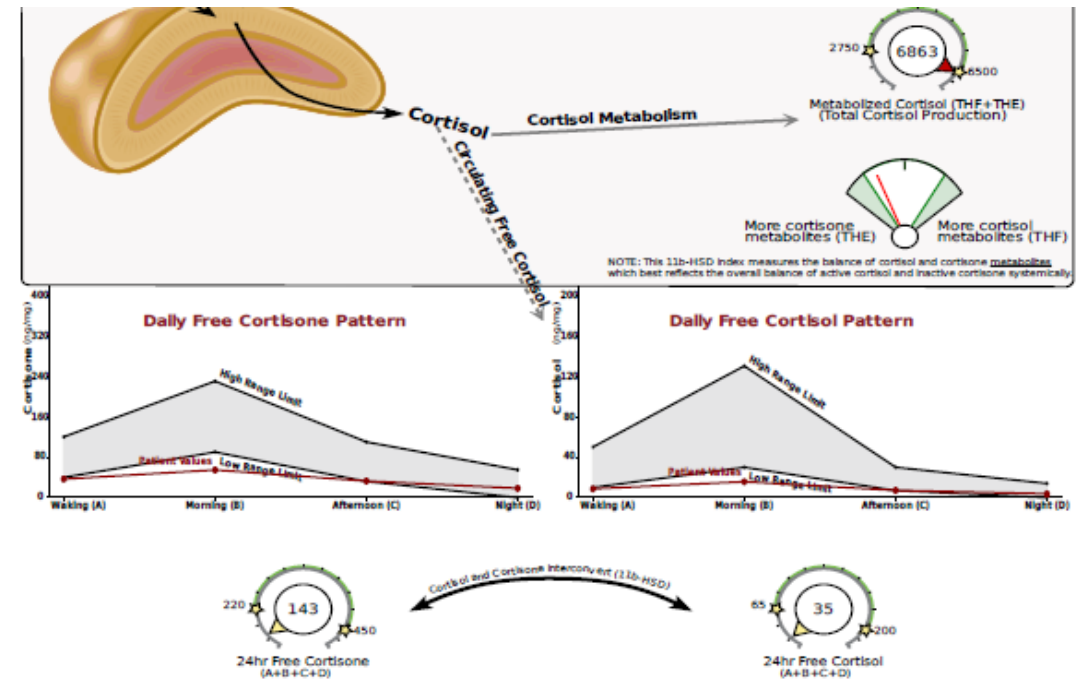 2750
6863
6500
Metabolized Cortisol (THF+THE)
(Total Cortisol Production)
Cortisol
Cortisol Metabolism
Circulating Free Cortisol
More cortisone
metabolites (THE)
More cortisol
metabolites (THF)
NOTE: This 11b-HSD index measures the balance of cortisol and cortisone metabolites
which best reflects the overall balance of active cortisol and inactive cortisone systemically.
Daily Free Cortisone Pattern
Cortisone (ng/mg)
400
320
240
160
80
0
High Range Limit
Patient Values
Low Range Limit
Waking (A)
Morning (B)
Afternoon (C)
Night (D)
Daily Free Cortisol Pattern
Cortisol (ng/mg)
200
160
120
80
40
0
High Range Limit
Patient Values
Low Range Limit
Waking (A)
Morning (B)
Afternoon (C)
Night (D)
Cortisol and Cortisone interconvert (11b-HSD)
220
143
450
24hr Free Cortisone
(A+B+C+D)
65
35
200
24hr Free Cortisol
(A+B+C+D)